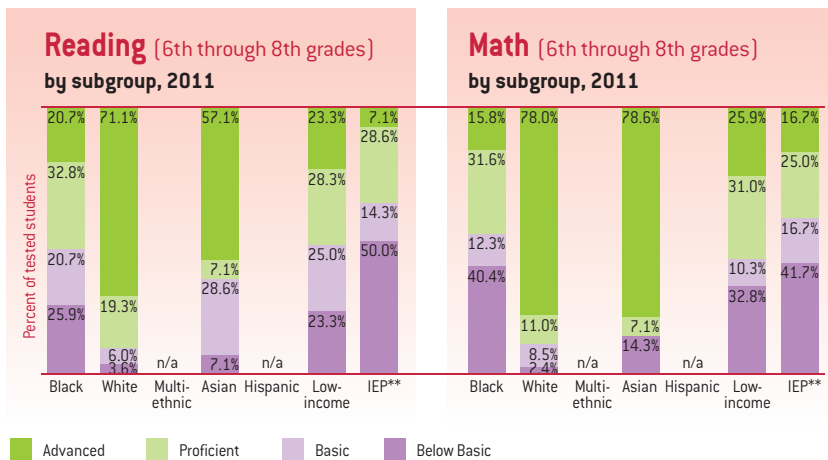 Reading (6th through 8th grades)
by subgroup, 2011
Percent of tested students
20.7% 71.1% 57.1% 23.3% 7.1%
28.6%
32.8% 28.3%
14.3%
20.7% 7.1% 25.0% 50.0%
28.6%
25.9% 19.3% 23.3%
6.0%
3.6% n/a 7.1% n/a
Black White Multi- Asian Hispanic Low- IEP**
ethnic income
Math (6th through 8th grades)
by subgroup, 2011
15.8% 78.0% 78.6% 25.9% 16.7%
31.6% 25.0%
31.0%
16.7%
12.3% 10.3% 41.7%
40.4% 32.8%
11.0% 7.1%
8.5% 14.3%
2.4% n/a n/a
Black White Multi- Asian Hispanic Low- IEP**
ethnic income
Advanced Proficient Basic Below Basic